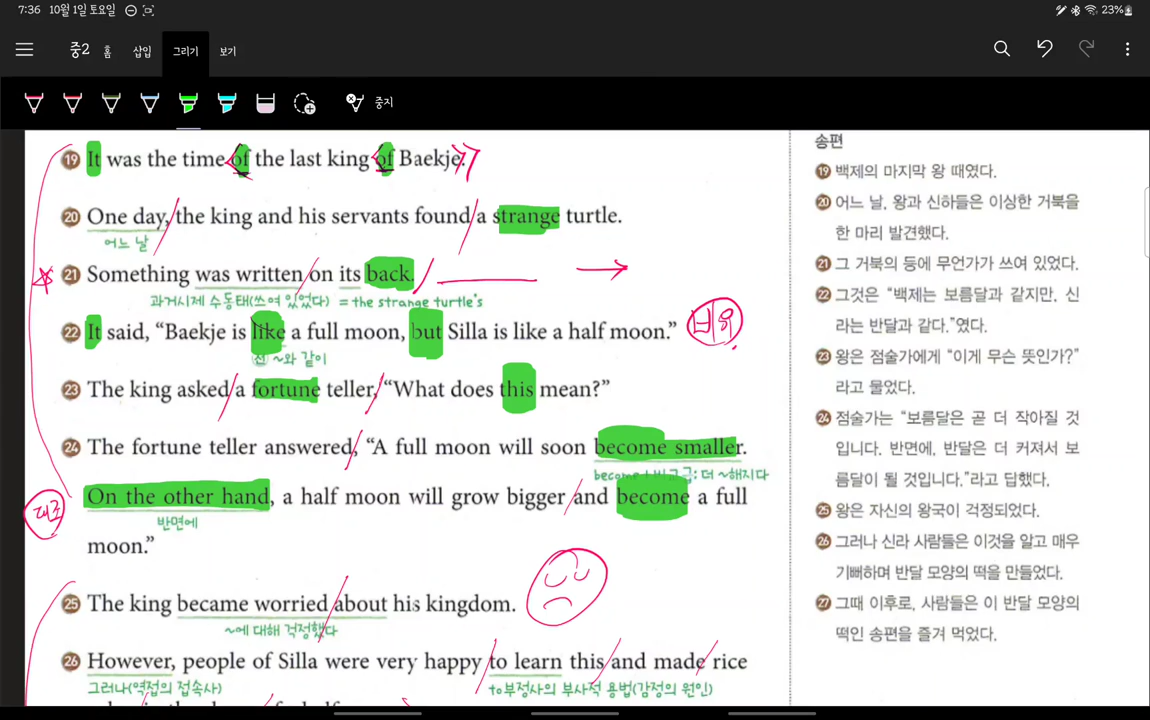 7:36 10월 1일 토요일 23%
중2 홈 삽입 그리기 보기
중지
19 It was the time of the last king of Baekje.
20 One day, the king and his servants found a strange turtle.
어느 날
21 Something was written on its back.
과거시제 수동태(쓰여 있었다) = the strange turtle's
22 It said, “Baekje is like a full moon, but Silla is like a half moon.” 비유
전 ~와 같이
23 The king asked a fortune teller, “What does this mean?”
24 The fortune teller answered, “A full moon will soon become smaller.
become+비교급: 더 ~해지다
대조 On the other hand, a half moon will grow bigger and become a full
반면에
moon.”
25 The king became worried about his kingdom.
~에 대해 걱정했다
26 However, people of Silla were very happy to learn this and made rice
그러나(역접의 접속사) to부정사의 부사적 용법(감정의 원인)
송편
19 백제의 마지막 왕 때였다.
20 어느 날, 왕과 신하들은 이상한 거북을
한 마리 발견했다.
21 그 거북의 등에 무언가가 쓰여 있었다.
22 그것은 “백제는 보름달과 같지만, 신
라는 반달과 같다.”였다.
23 왕은 점술가에게 “이게 무슨 뜻인가?”
라고 물었다.
24 점술가는 “보름달은 곧 더 작아질 것
입니다. 반면에, 반달은 더 커져서 보
름달이 될 것입니다.”라고 답했다.
25 왕은 자신의 왕국이 걱정되었다.
26 그러나 신라 사람들은 이것을 알고 매우
기뻐하며 반달 모양의 떡을 만들었다.
27 그때 이후로, 사람들은 이 반달 모양의
떡인 송편을 즐겨 먹었다.